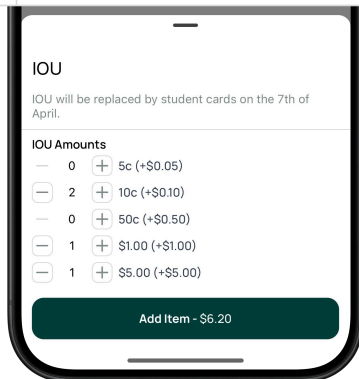 IOU
IOU will be replaced by student cards on the 7th of
April.
IOU Amounts
0 5c (+$0.05)
2 10c (+$0.10)
0 50c (+$0.50)
1 $1.00 (+$1.00)
1 $5.00 (+$5.00)
Add Item - $6.20